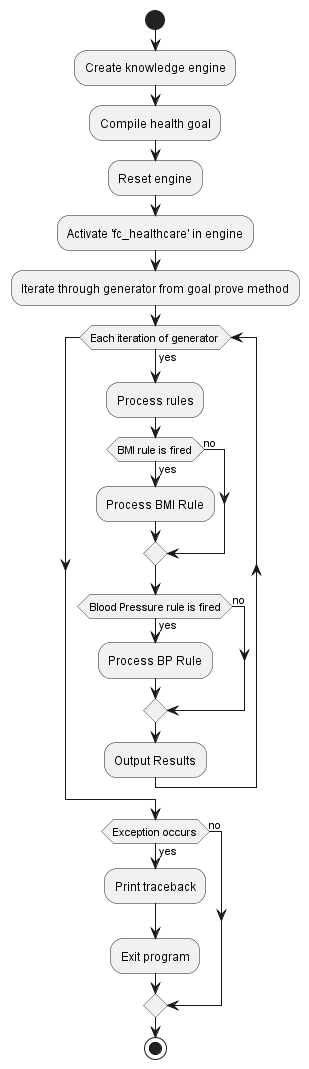 Create knowledge engine
Compile health goal
Reset engine
Activate 'fc_healthcare' in engine
Iterate through generator from goal prove method
Each iteration of generator
yes
Process rules
BMI rule is fired
no
yes
Process BMI Rule
Blood Pressure rule is fired
no
yes
Process BP Rule
Output Results
Exception occurs
no
yes
Print traceback
Exit program